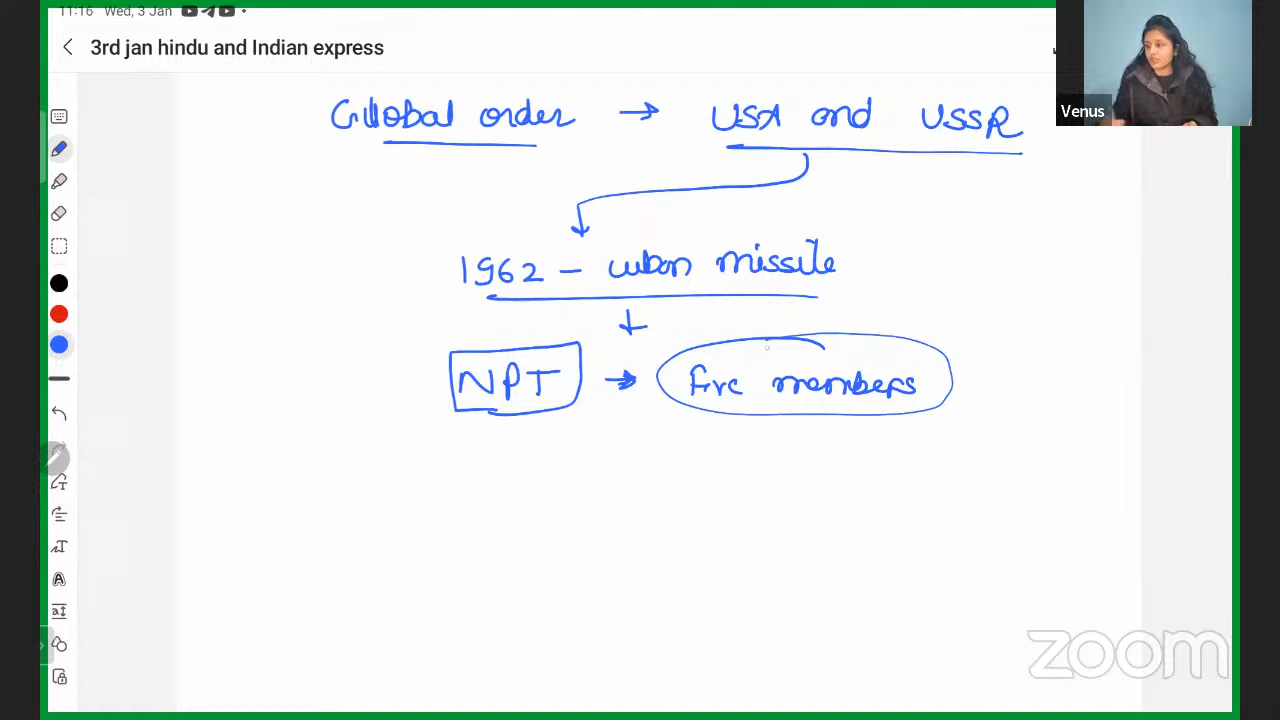 11:16 Wed, 3 Jan
3rd jan hindu and Indian express
Venus
Gllobal order → USA and USSR
1962 – cuban missile
NPT → five members
zoom